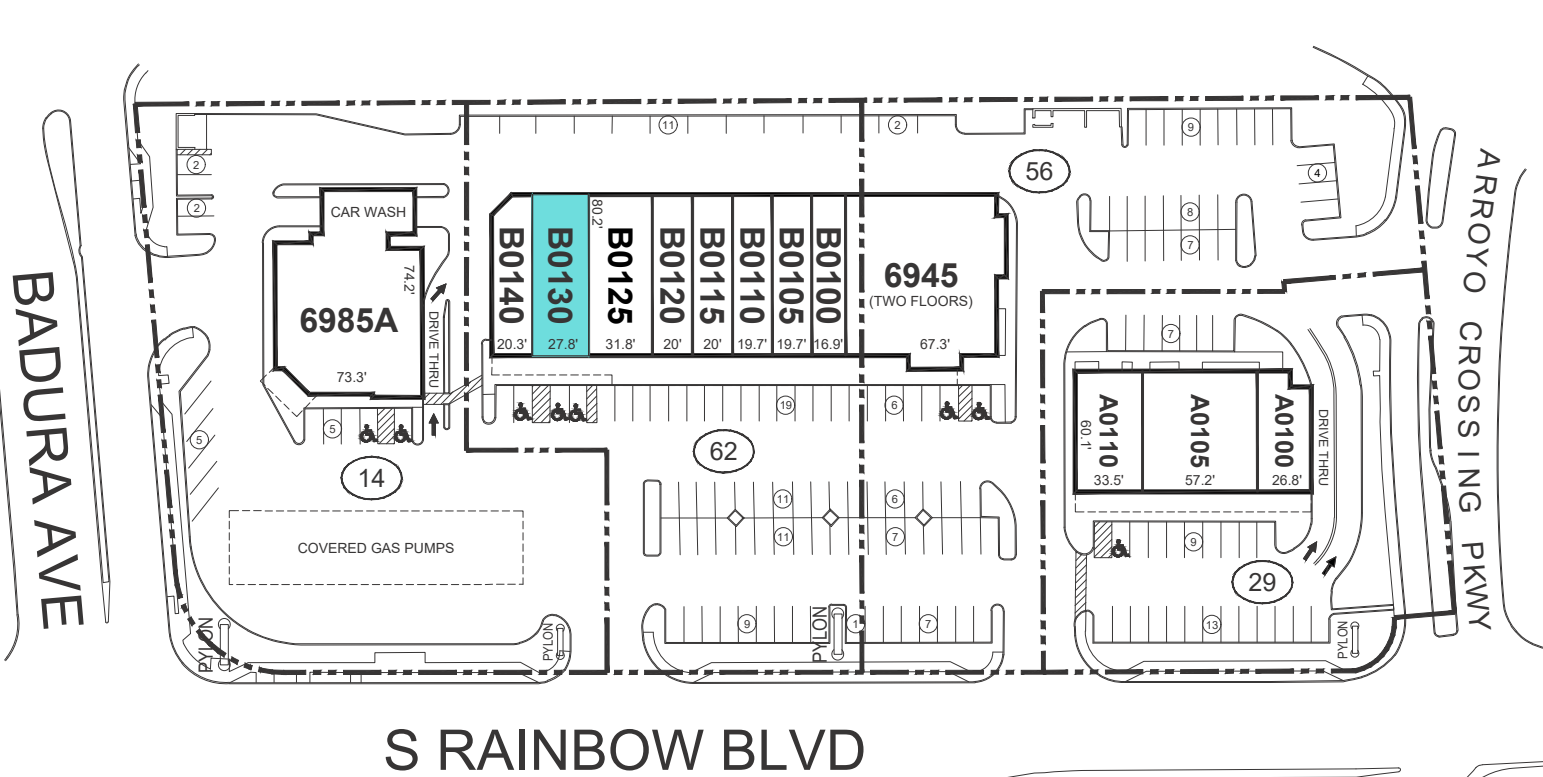 11
2
9
2
2
56
4
ARROYO CROSSING PKWY
CAR WASH
80.2'
8
7
74.2'
6985A
73.3'
DRIVE THRU
B0140
20.3'
B0130
27.8'
B0125
31.8'
B0120
20'
B0115
20'
B0110
19.7'
B0105
19.7'
B0100
16.9'
6945
(TWO FLOORS)
67.3'
BADURA AVE
7
5
5
19
6
62
14
A0110
60.1'
33.5'
A0105
57.2'
A0100
26.8'
DRIVE THRU
11
6
11
7
9
COVERED GAS PUMPS
29
PYLON
PYLON
9
PYLON
1
7
13
PYLON
S RAINBOW BLVD